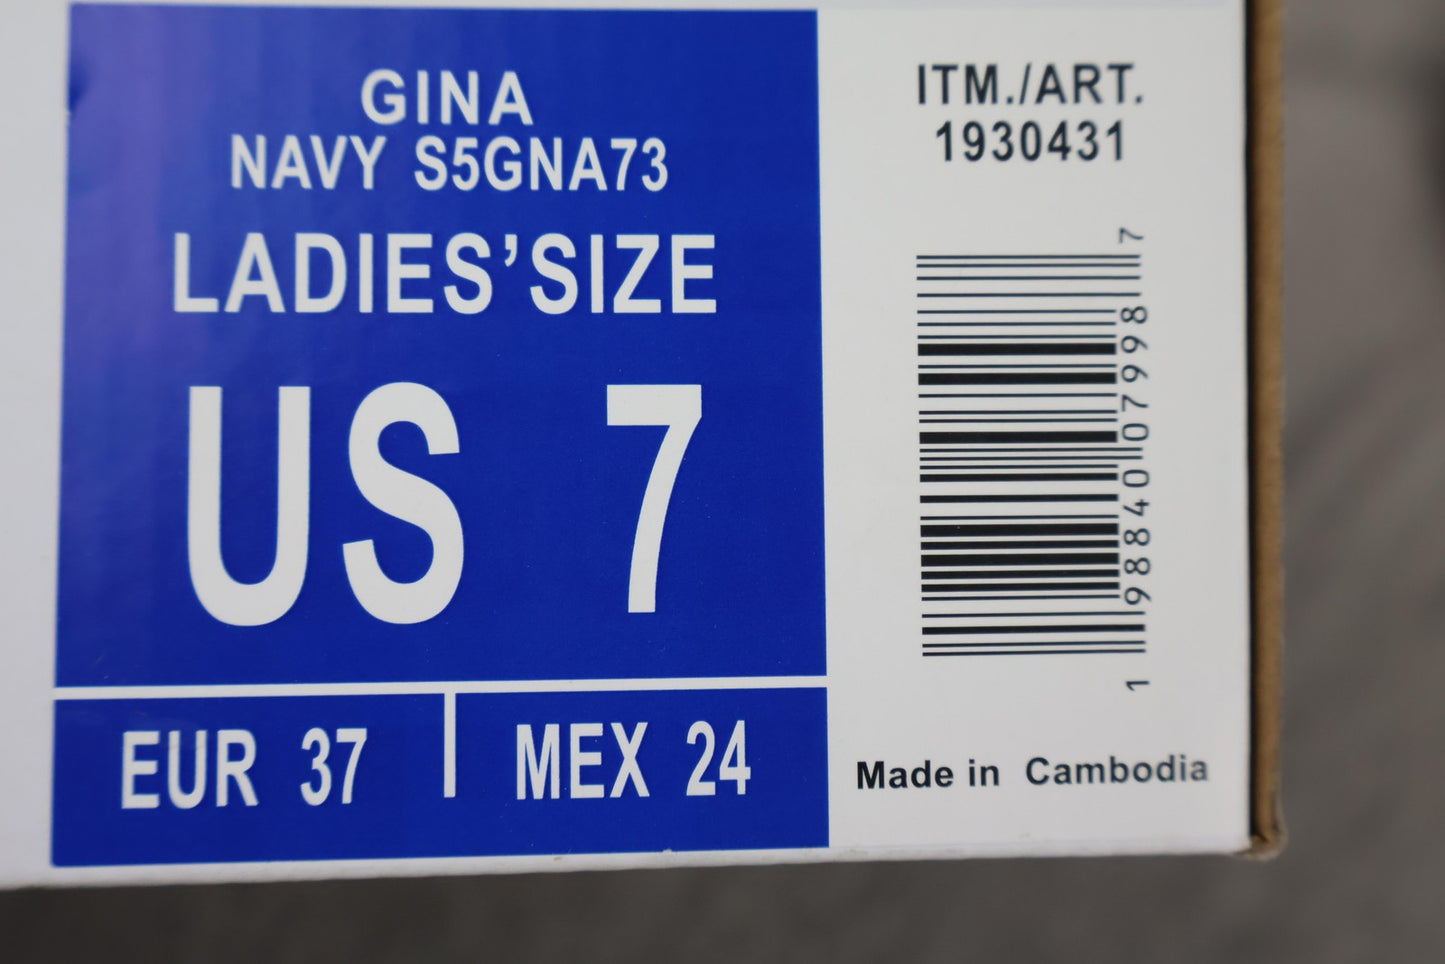 GINA
NAVY S5GNA73
LADIES'SIZE
US 7
EUR 37
MEX 24
ITM./ART.
1930431
1 98840 07998 7
Made in Cambodia